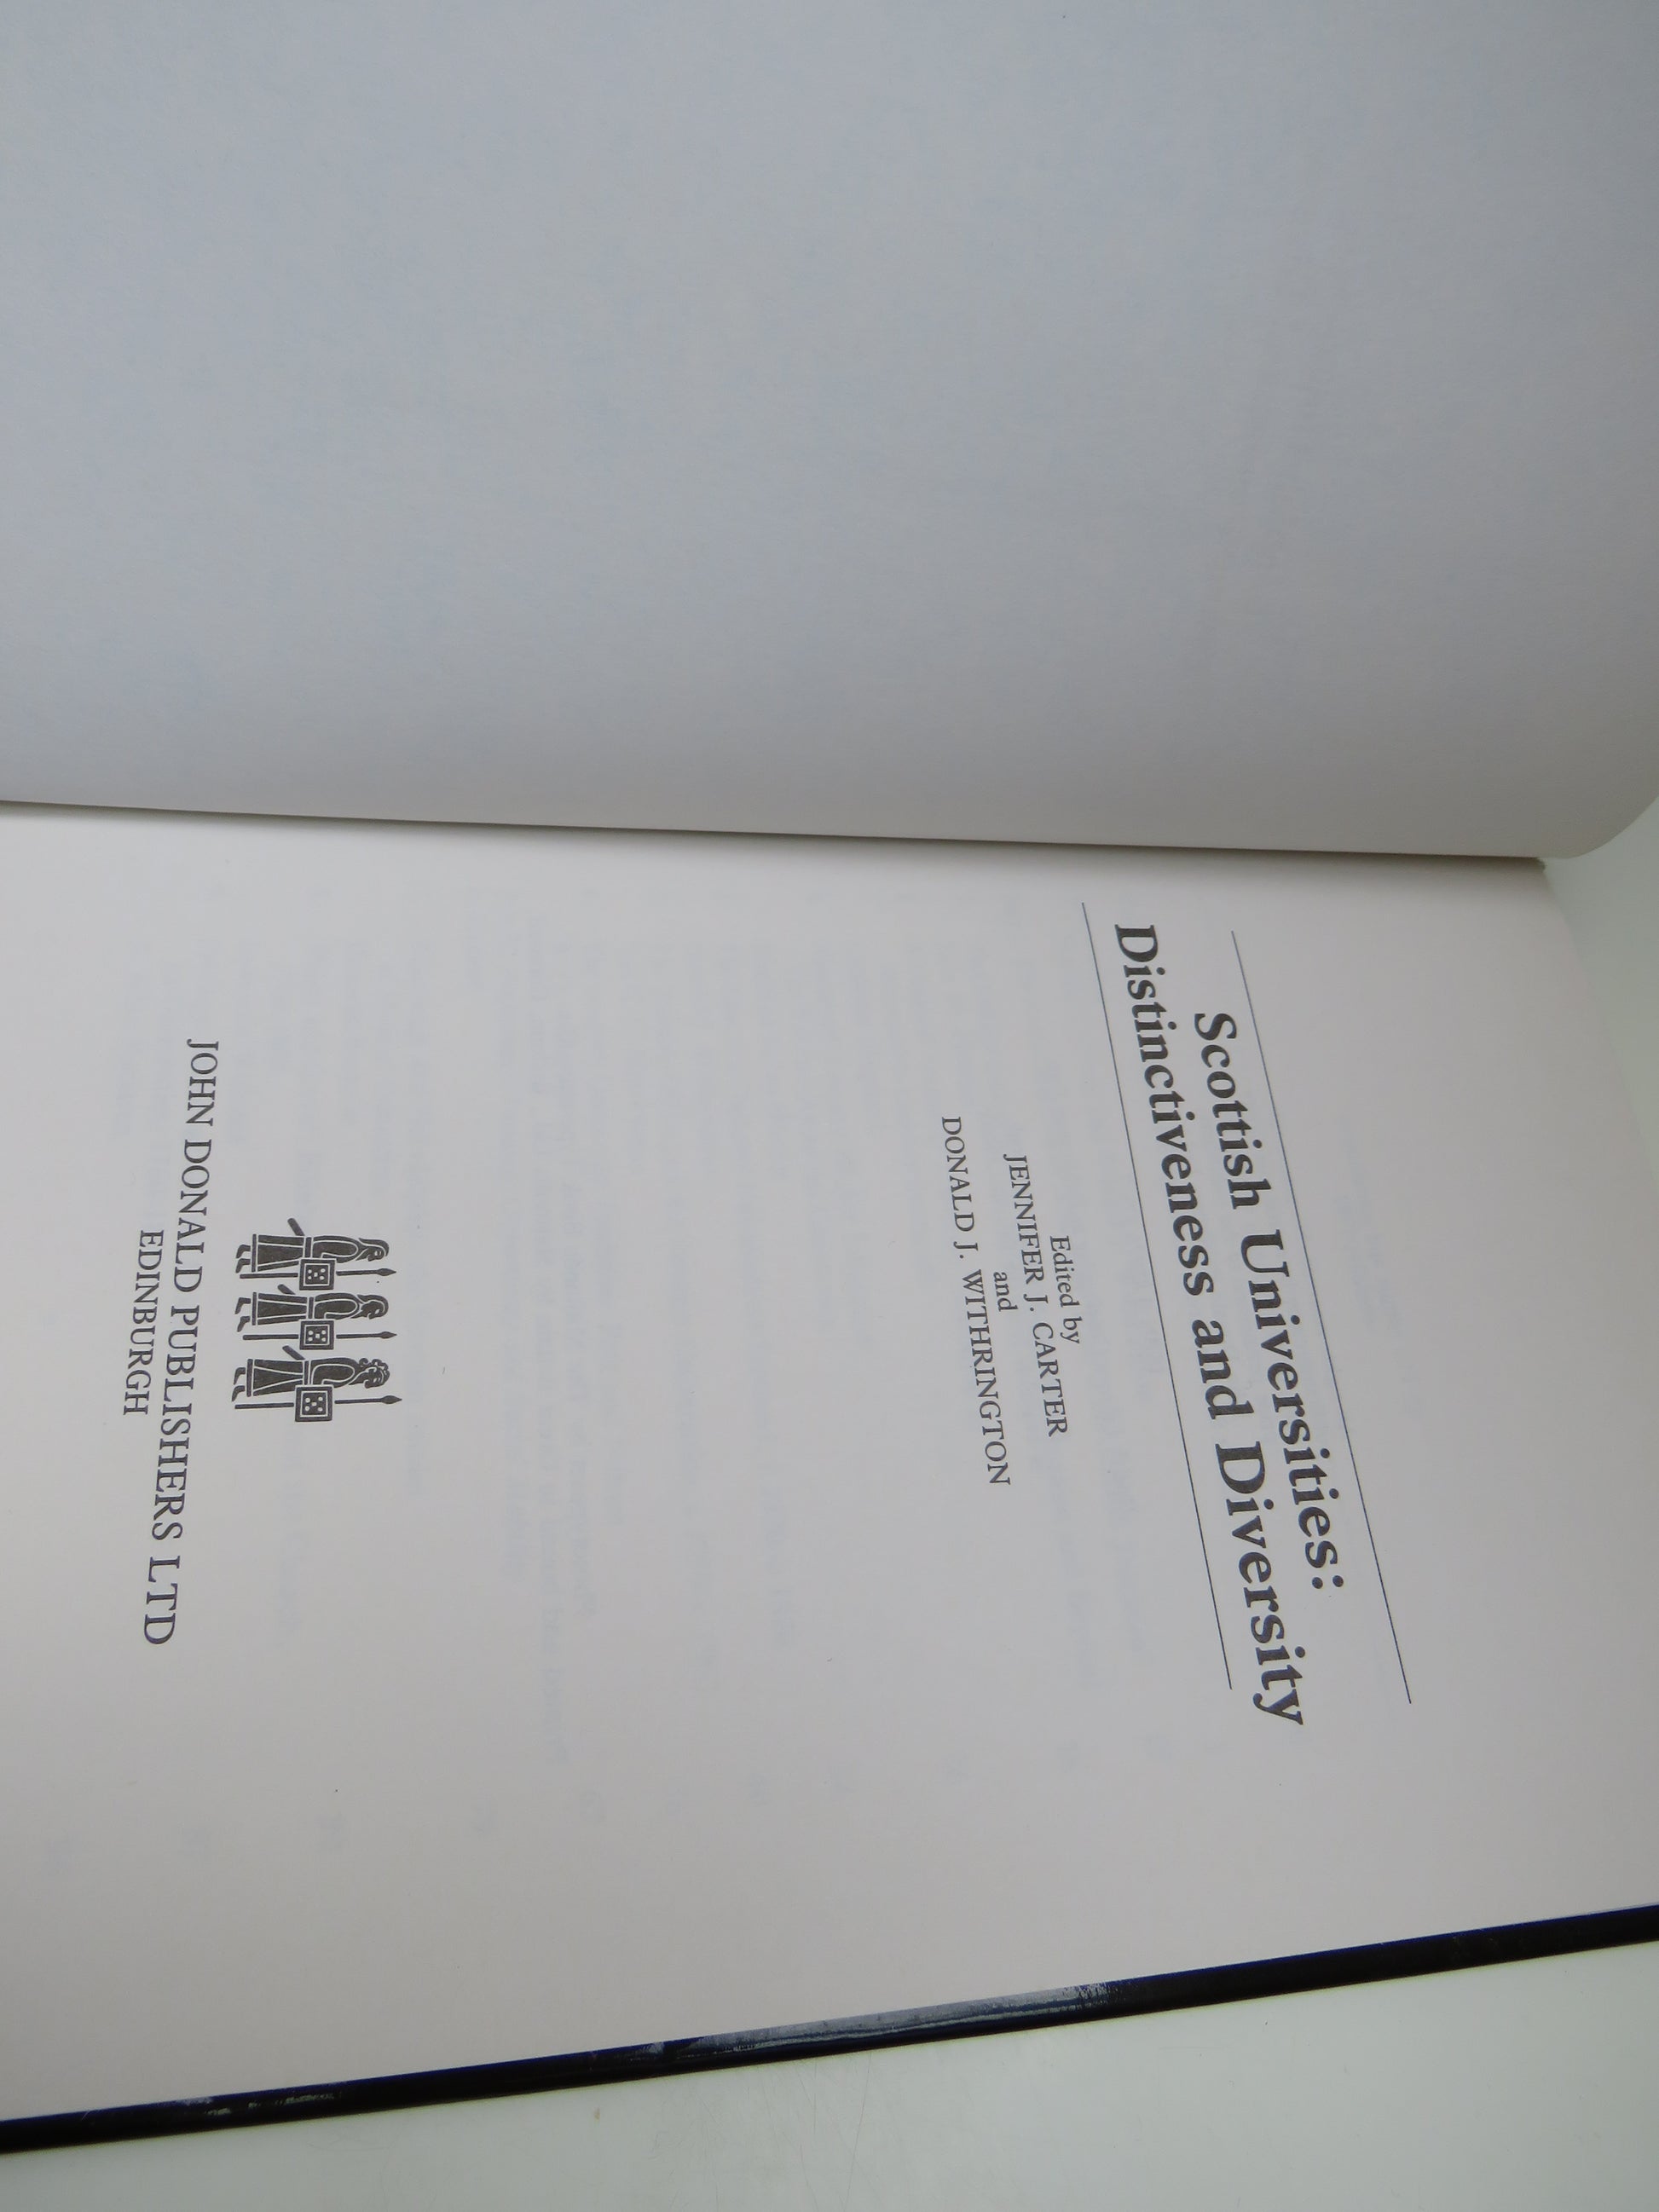 Scottish Universities:
Distinctiveness and Diversity
Edited by
JENNIFER J. CARTER
and
DONALD J. WITHRINGTON
JOHN DONALD PUBLISHERS LTD
EDINBURGH